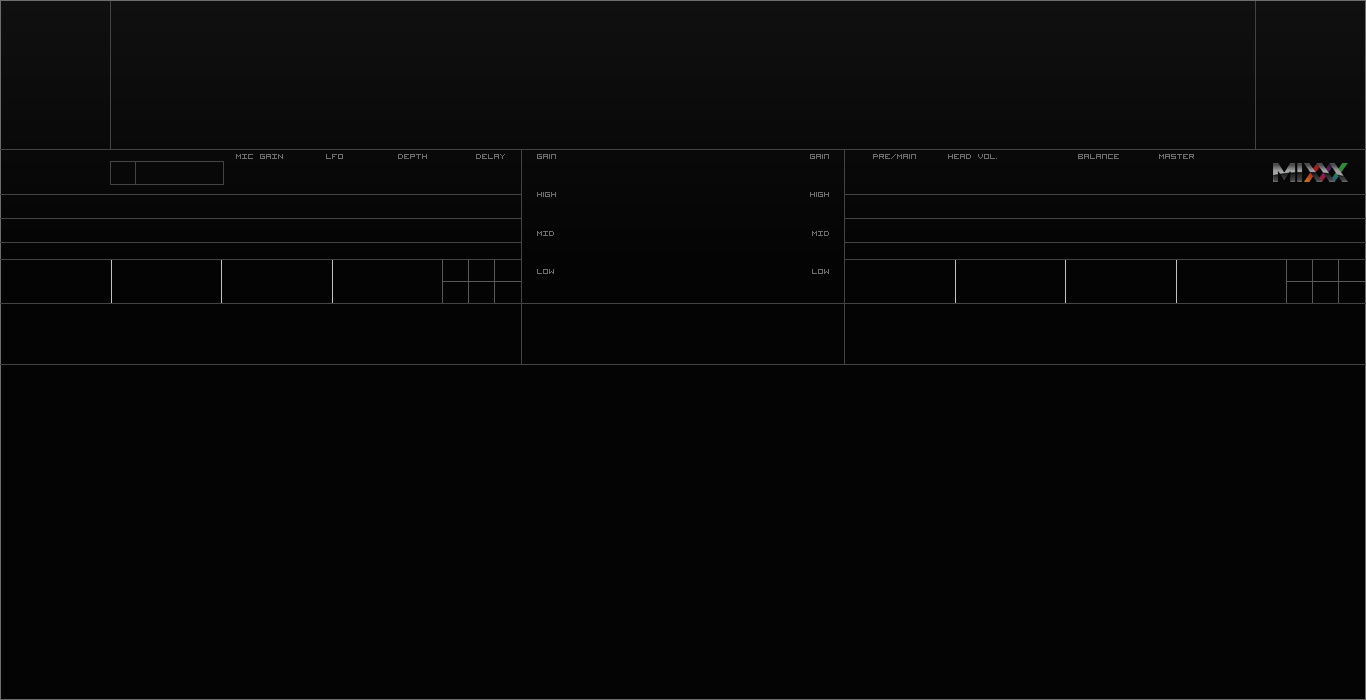 MIC GAIN LFO DEPTH DELAY GAIN GAIN PRE/MAIN HEAD VOL. BALANCE MASTER
MIXXX
HIGH HIGH
MID MID
LOW LOW